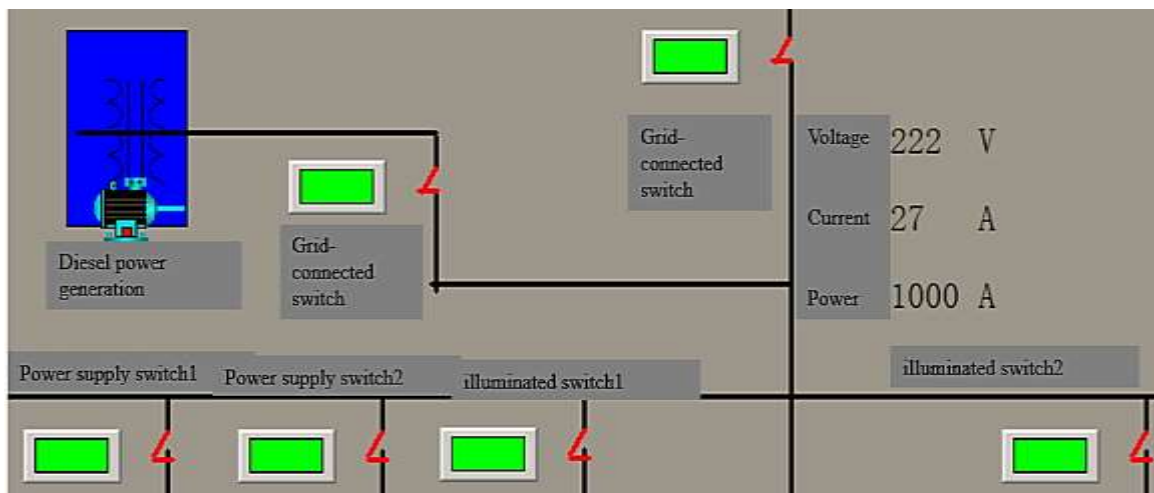 Grid-
connected
switch
Voltage 222 V
Current 27 A
Power 1000 A
Diesel power
generation
Grid-
connected
switch
Power supply switch1
Power supply switch2
illuminated switch1
illuminated switch2